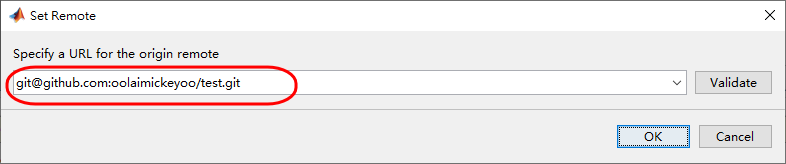 Set Remote
Specify a URL for the origin remote
git@github.com:oolaimickeyoo/test.git
Validate
OK
Cancel